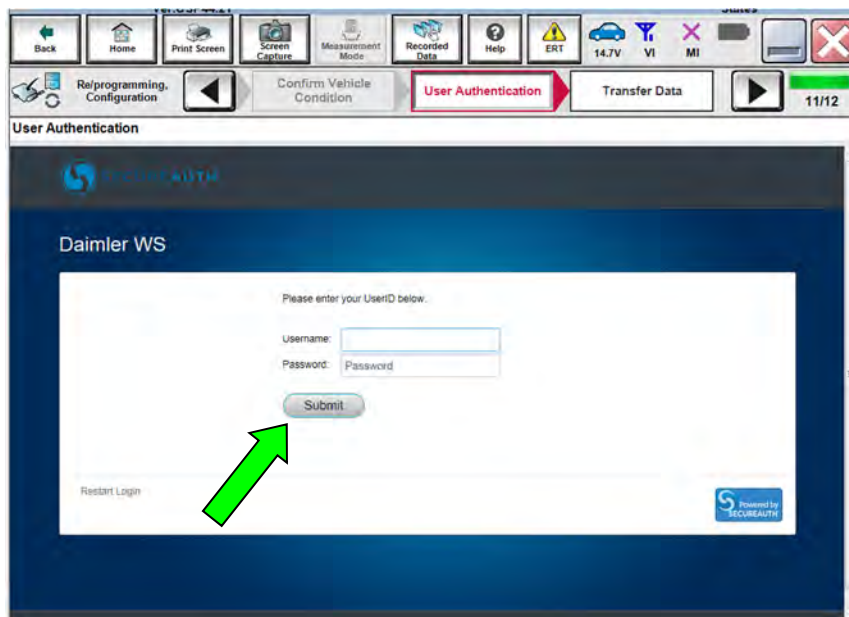 Back
Home
Print Screen
Screen
Capture
Measurement
Mode
Recorded
Data
Help
ERT
14.7V
VI
MI
Re/programming,
Configuration
Confirm Vehicle
Condition
User Authentication
Transfer Data
11/12
User Authentication
Daimler WS
Please enter your UserID below.
Username:
Password:
Password
Submit
Restart Login
Powered by
SECUREAUTH